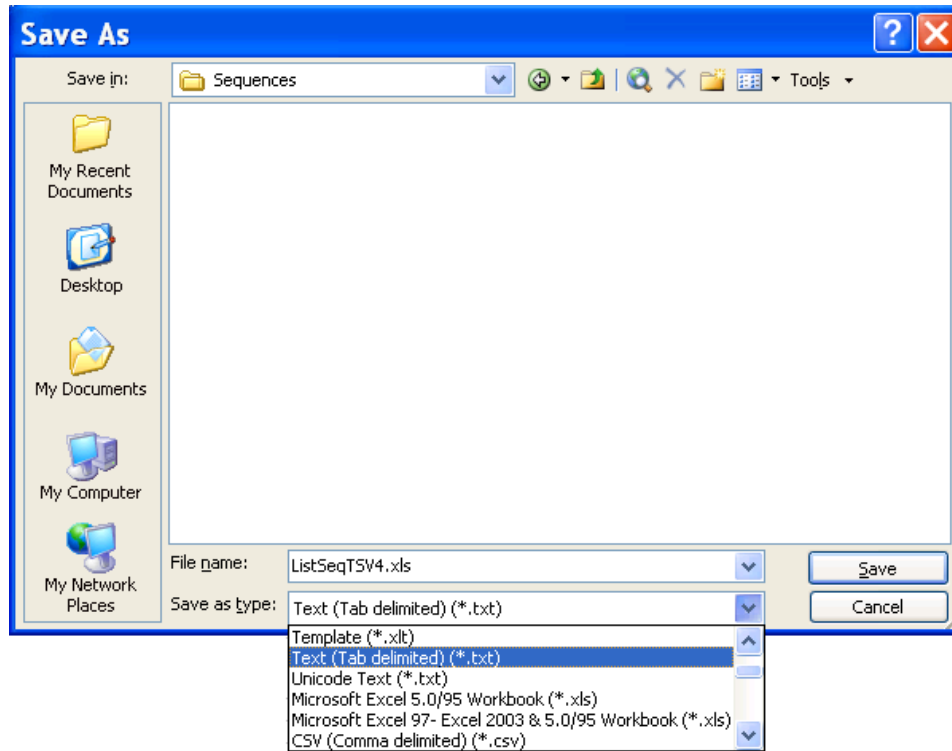 Save As
Save in:
Sequences
Tools
My Recent
Documents
Desktop
My Documents
My Computer
My Network
Places
File name:
ListSeqTSV4.xls
Save
Save as type:
Text (Tab delimited) (*.txt)
Cancel
Template (*.xlt)
Text (Tab delimited) (*.txt)
Unicode Text (*.txt)
Microsoft Excel 5.0/95 Workbook (*.xls)
Microsoft Excel 97- Excel 2003 & 5.0/95 Workbook (*.xls)
CSV (Comma delimited) (*.csv)